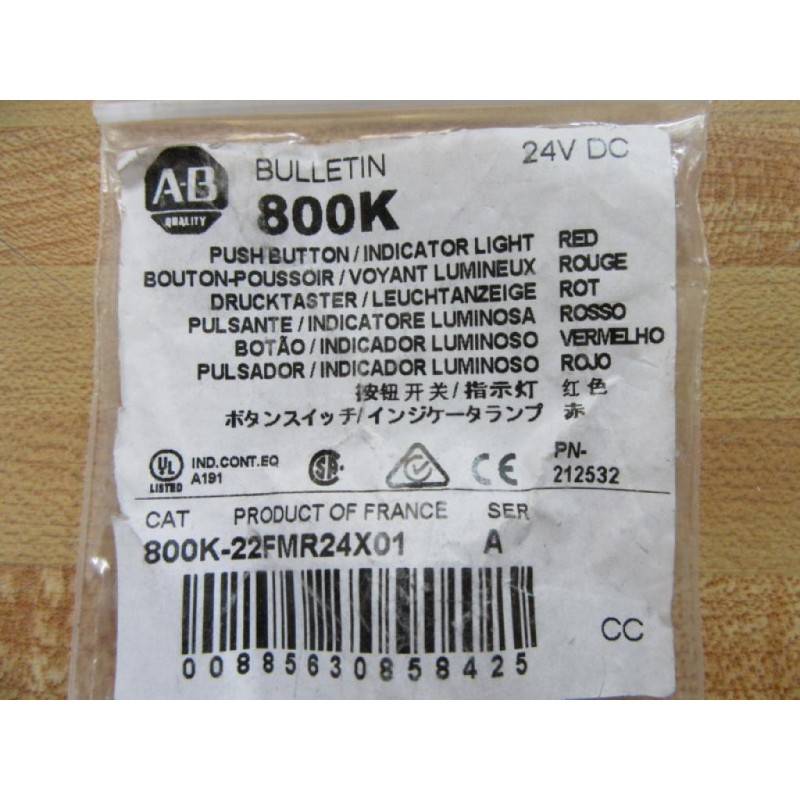 A-B
QUALITY
BULLETIN
800K
24V DC
PUSH BUTTON / INDICATOR LIGHT RED
BOUTON-POUSSOIR / VOYANT LUMINEUX ROUGE
DRUCKTASTER / LEUCHTANZEIGE ROT
PULSANTE / INDICATORE LUMINOSA ROSSO
BOTÃO / INDICADOR LUMINOSO VERMELHO
PULSADOR / INDICADOR LUMINOSO ROJO
按钮开关/指示灯 红色
ボタンスイッチ/インジケータランプ 赤
UL
LISTED
IND.CONT.EQ
A191
SA
CE
PN-
212532
CAT PRODUCT OF FRANCE SER
800K-22FMR24X01 A
CC
00885630858425